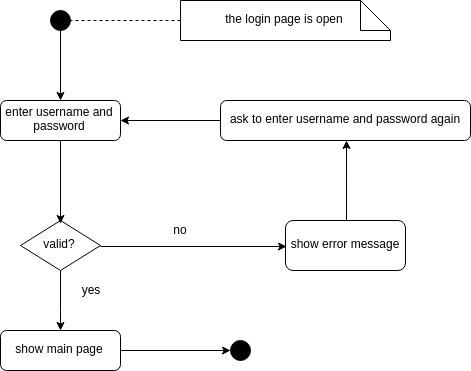 the login page is open
enter username and
password
ask to enter username and password again
valid?
no
show error message
yes
show main page